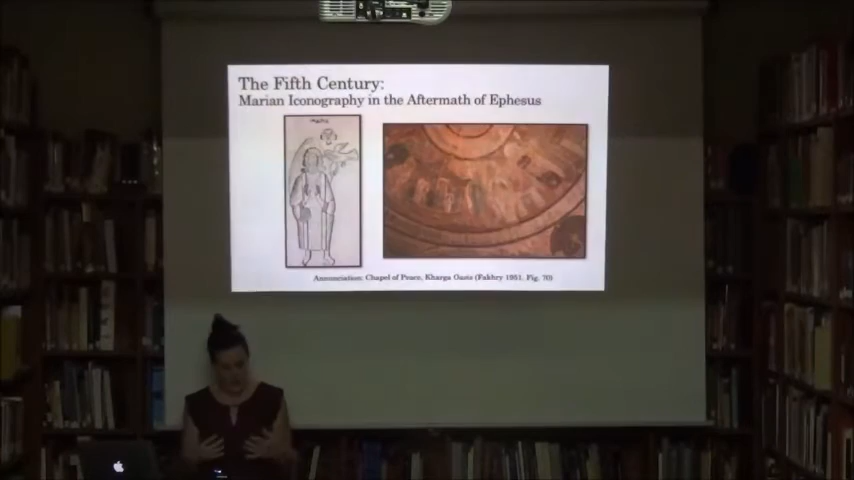 The Fifth Century:
Marian Iconography in the Aftermath of Ephesus
Annunciation: Chapel of Peace, Kharga Oasis (Fakhry 1951, Fig. 70)